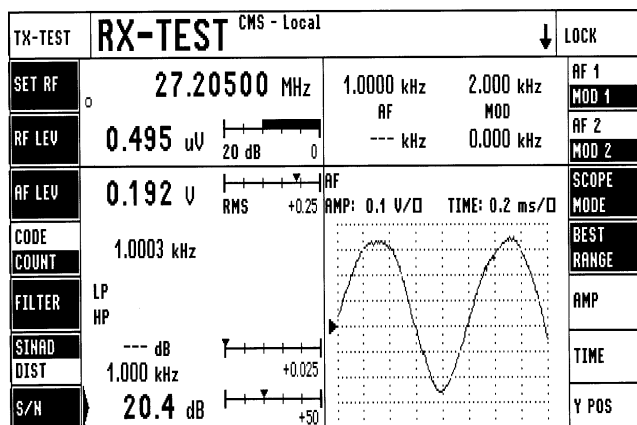 TX-TEST RX-TEST CMS - Local LOCK
SET RF 27.20500 MHz 1.0000 kHz 2.000 kHz AF 1
MOD 1
AF MOD
RF LEV 0.495 uV --- kHz 0.000 kHz AF 2
20 dB 0 MOD 2
AF LEV 0.192 V AF SCOPE
RMS +0.25 AMP: 0.1 V/ TIME: 0.2 ms/ MODE
CODE 1.0003 kHz BEST
COUNT RANGE
FILTER LP AMP
HP
SINAD --- dB TIME
DIST 1.000 kHz +0.025
S/N 20.4 dB +50 Y POS